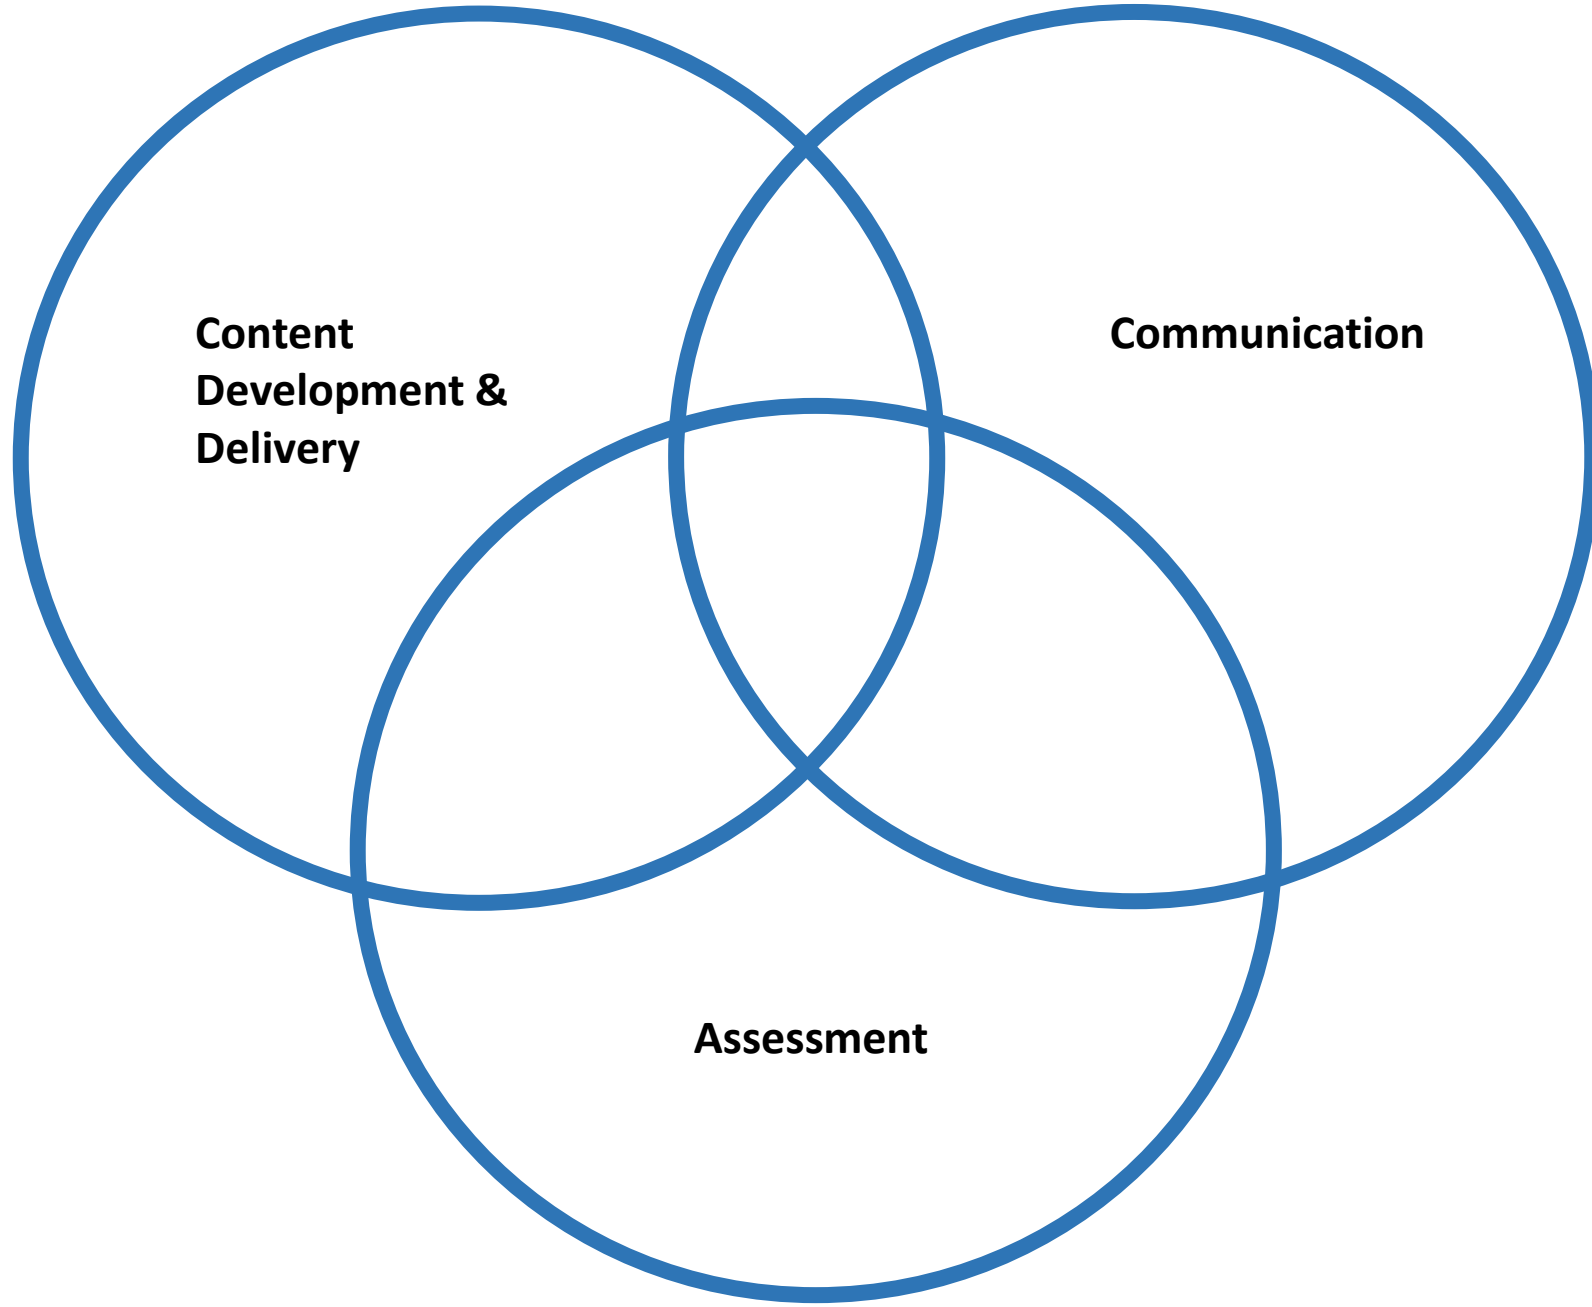 Content
Development &
Delivery
Communication
Assessment